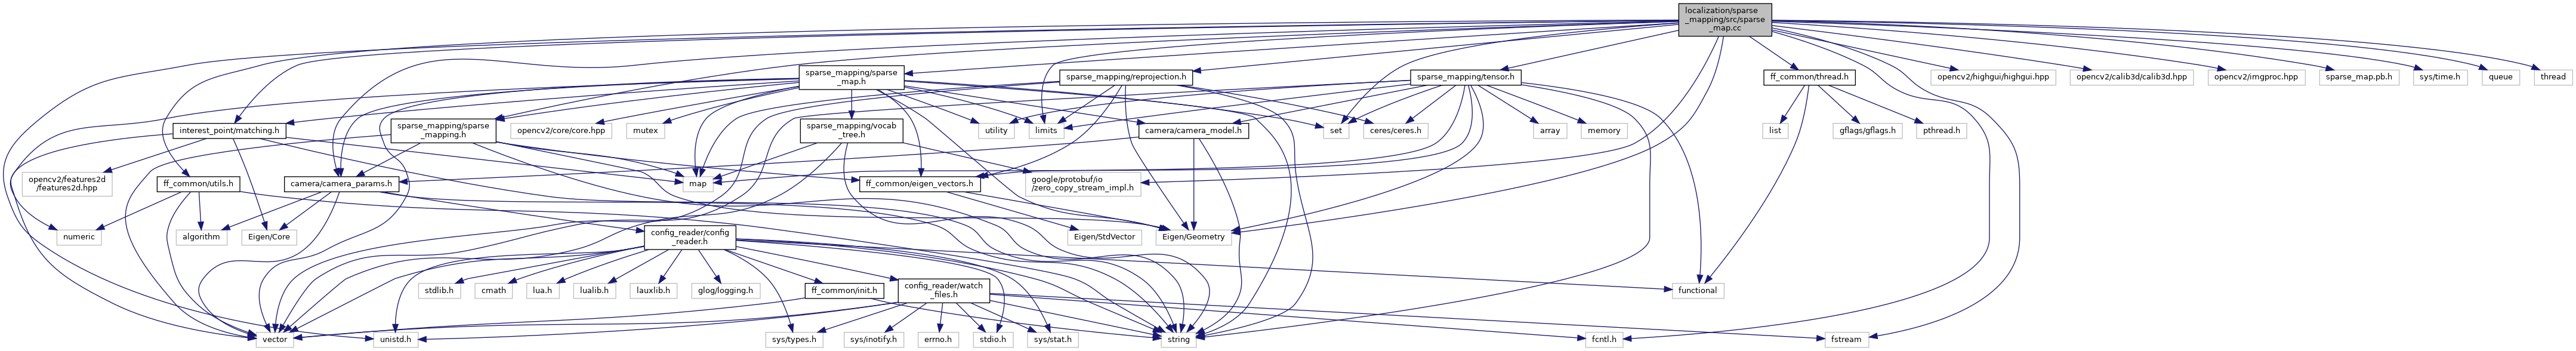 localization/sparse
_mapping/src/sparse
_map.cc
sparse_mapping/sparse
_map.h
sparse_mapping/reprojection.h
sparse_mapping/tensor.h
ff_common/thread.h
opencv2/highgui/highgui.hpp
opencv2/calib3d/calib3d.hpp
opencv2/imgproc.hpp
sparse_map.pb.h
sys/time.h
queue
thread
interest_point/matching.h
sparse_mapping/sparse
_mapping.h
opencv2/core/core.hpp
mutex
sparse_mapping/vocab
_tree.h
utility
limits
camera/camera_model.h
set
ceres/ceres.h
array
memory
list
gflags/gflags.h
pthread.h
opencv2/features2d
/features2d.hpp
ff_common/utils.h
camera/camera_params.h
map
ff_common/eigen_vectors.h
google/protobuf/io
/zero_copy_stream_impl.h
numeric
algorithm
Eigen/Core
config_reader/config
_reader.h
Eigen/StdVector
Eigen/Geometry
stdlib.h
cmath
lua.h
lualib.h
lauxlib.h
glog/logging.h
ff_common/init.h
config_reader/watch
_files.h
functional
vector
unistd.h
sys/types.h
sys/inotify.h
errno.h
stdio.h
sys/stat.h
string
fcntl.h
fstream